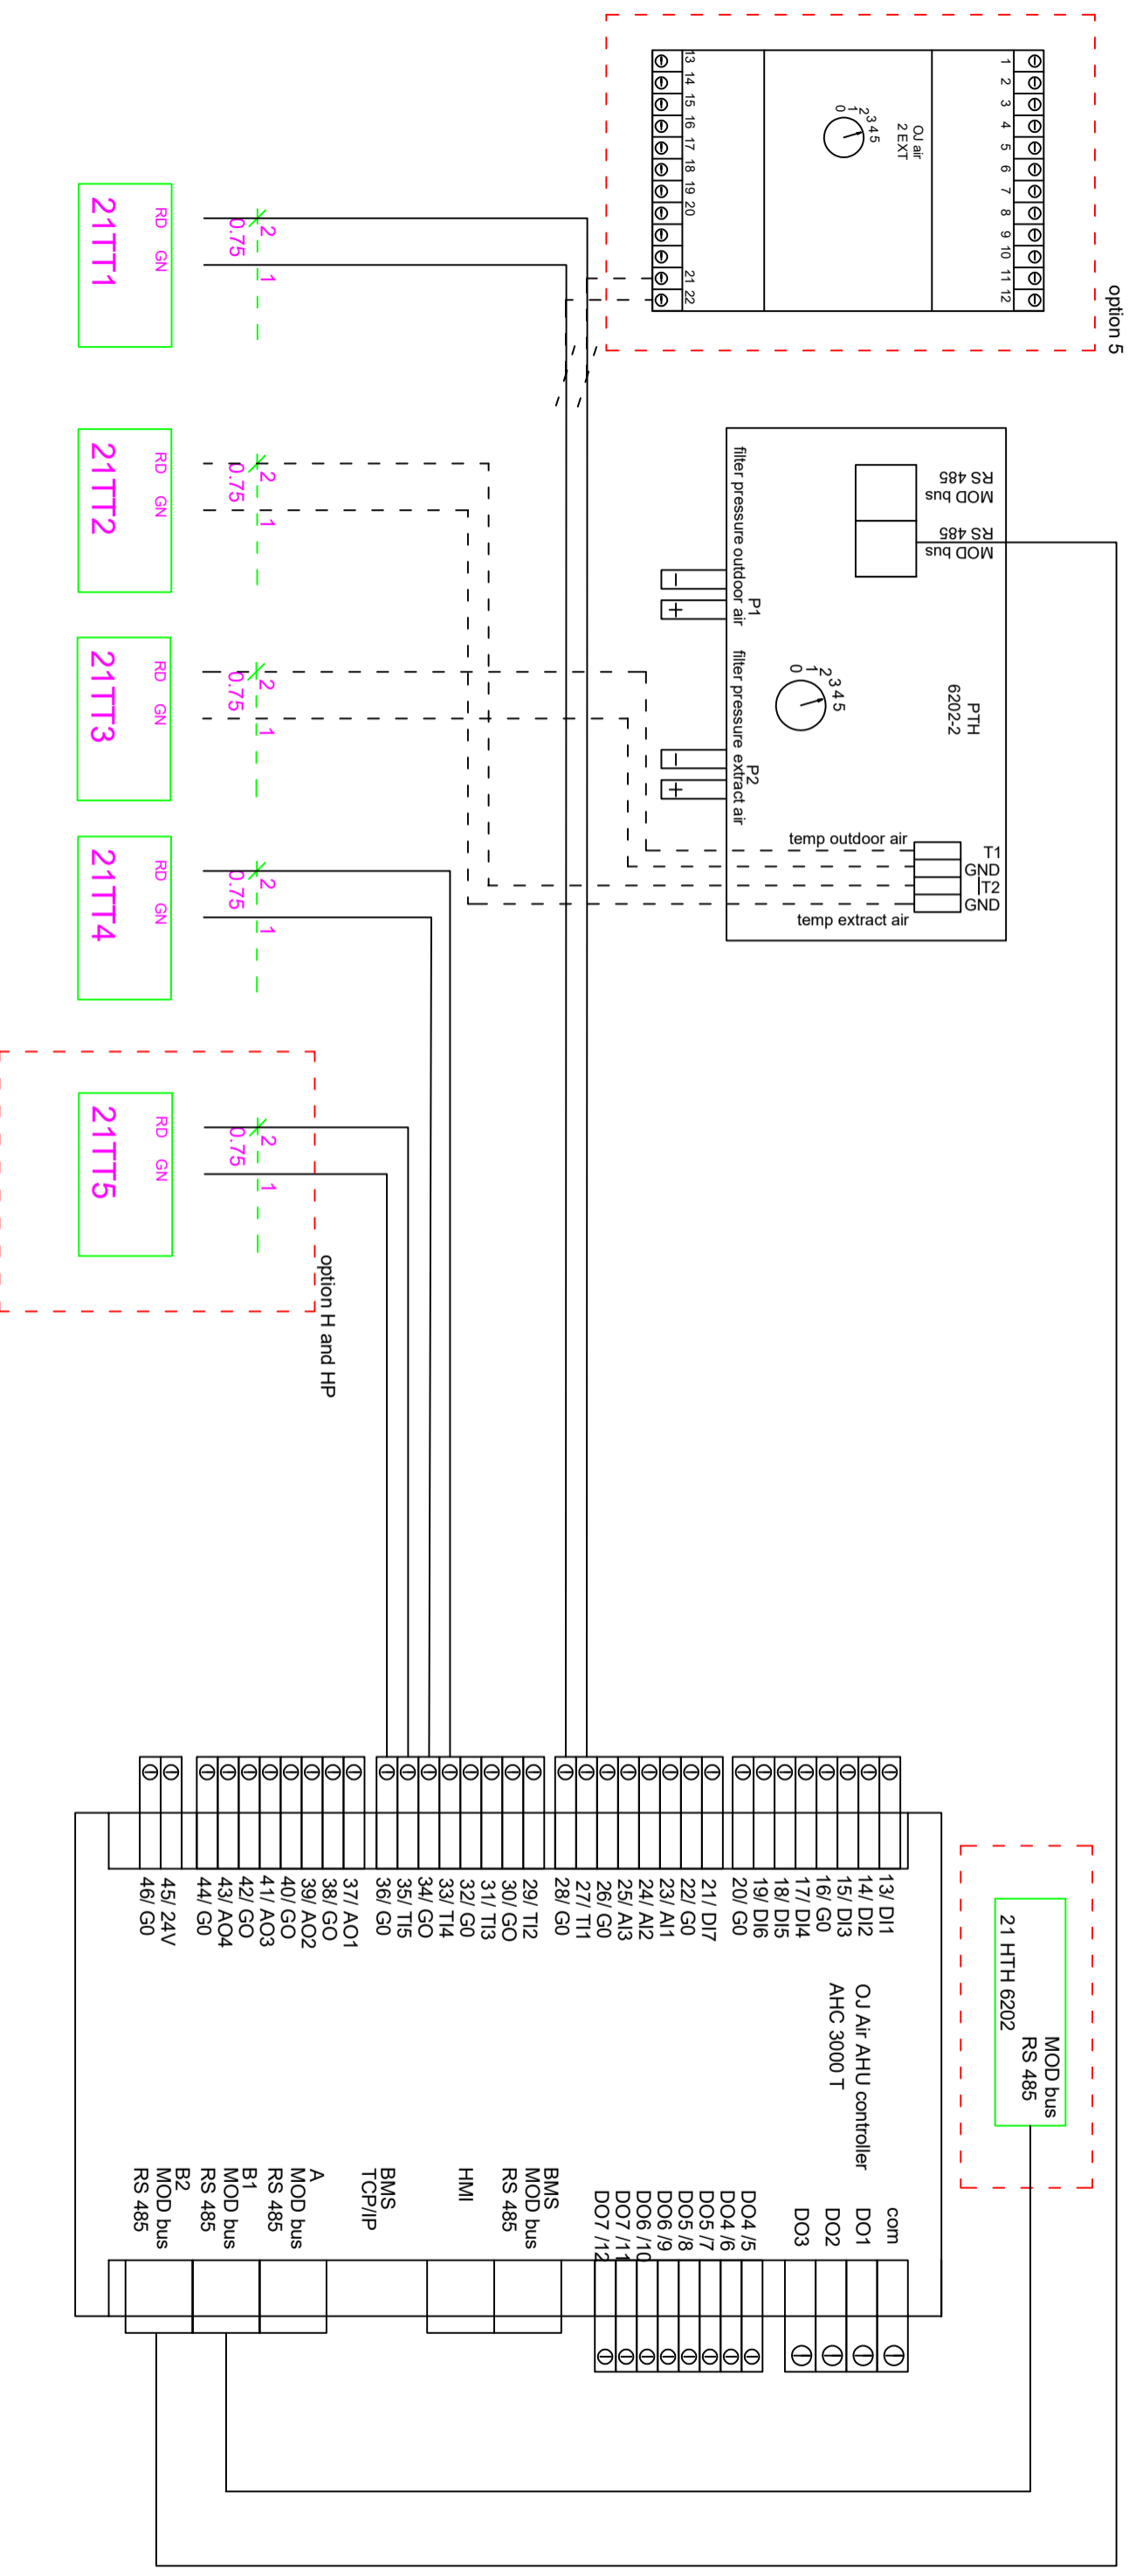 option 5
1
2
3
4
5
6
7
8
9
10
11
12
OJ air
2 EXT
0 1 2 3 4 5
13
14
15
16
17
18
19
20
21
22
MOD bus
RS 485
MOD bus
RS 485
PTH
6202-2
0 1 2 3 4 5
P1
- +
filter pressure outdoor air
P2
- +
filter pressure extract air
T1
GND
T2
GND
temp outdoor air
temp extract air
2
1
0.75
RD
GN
21TT1
2
1
0.75
RD
GN
21TT2
2
1
0.75
RD
GN
21TT3
2
1
0.75
RD
GN
21TT4
2
1
0.75
RD
GN
21TT5
option H and HP
MOD bus
RS 485
21 HTH 6202
OJ Air AHU controller
AHC 3000 T
13/ DI1
14/ DI2
15/ DI3
16/ G0
17/ DI4
18/ DI5
19/ DI6
20/ G0
21/ DI7
22/ G0
23/ AI1
24/ AI2
25/ AI3
26/ G0
27/ TI1
28/ G0
29/ TI2
30/ GO
31/ TI3
32/ G0
33/ TI4
34/ GO
35/ TI5
36/ G0
37/ AO1
38/ GO
39/ AO2
40/ GO
41/ AO3
42/ GO
43/ AO4
44/ G0
45/ 24V
46/ G0
com
DO1
DO2
DO3
DO4 /5
DO4 /6
DO5 /7
DO5 /8
DO6 /9
DO6 /10
DO7 /11
DO7 /12
BMS
MOD bus
RS 485
HMI
BMS
TCP/IP
A
MOD bus
RS 485
B1
MOD bus
RS 485
B2
MOD bus
RS 485